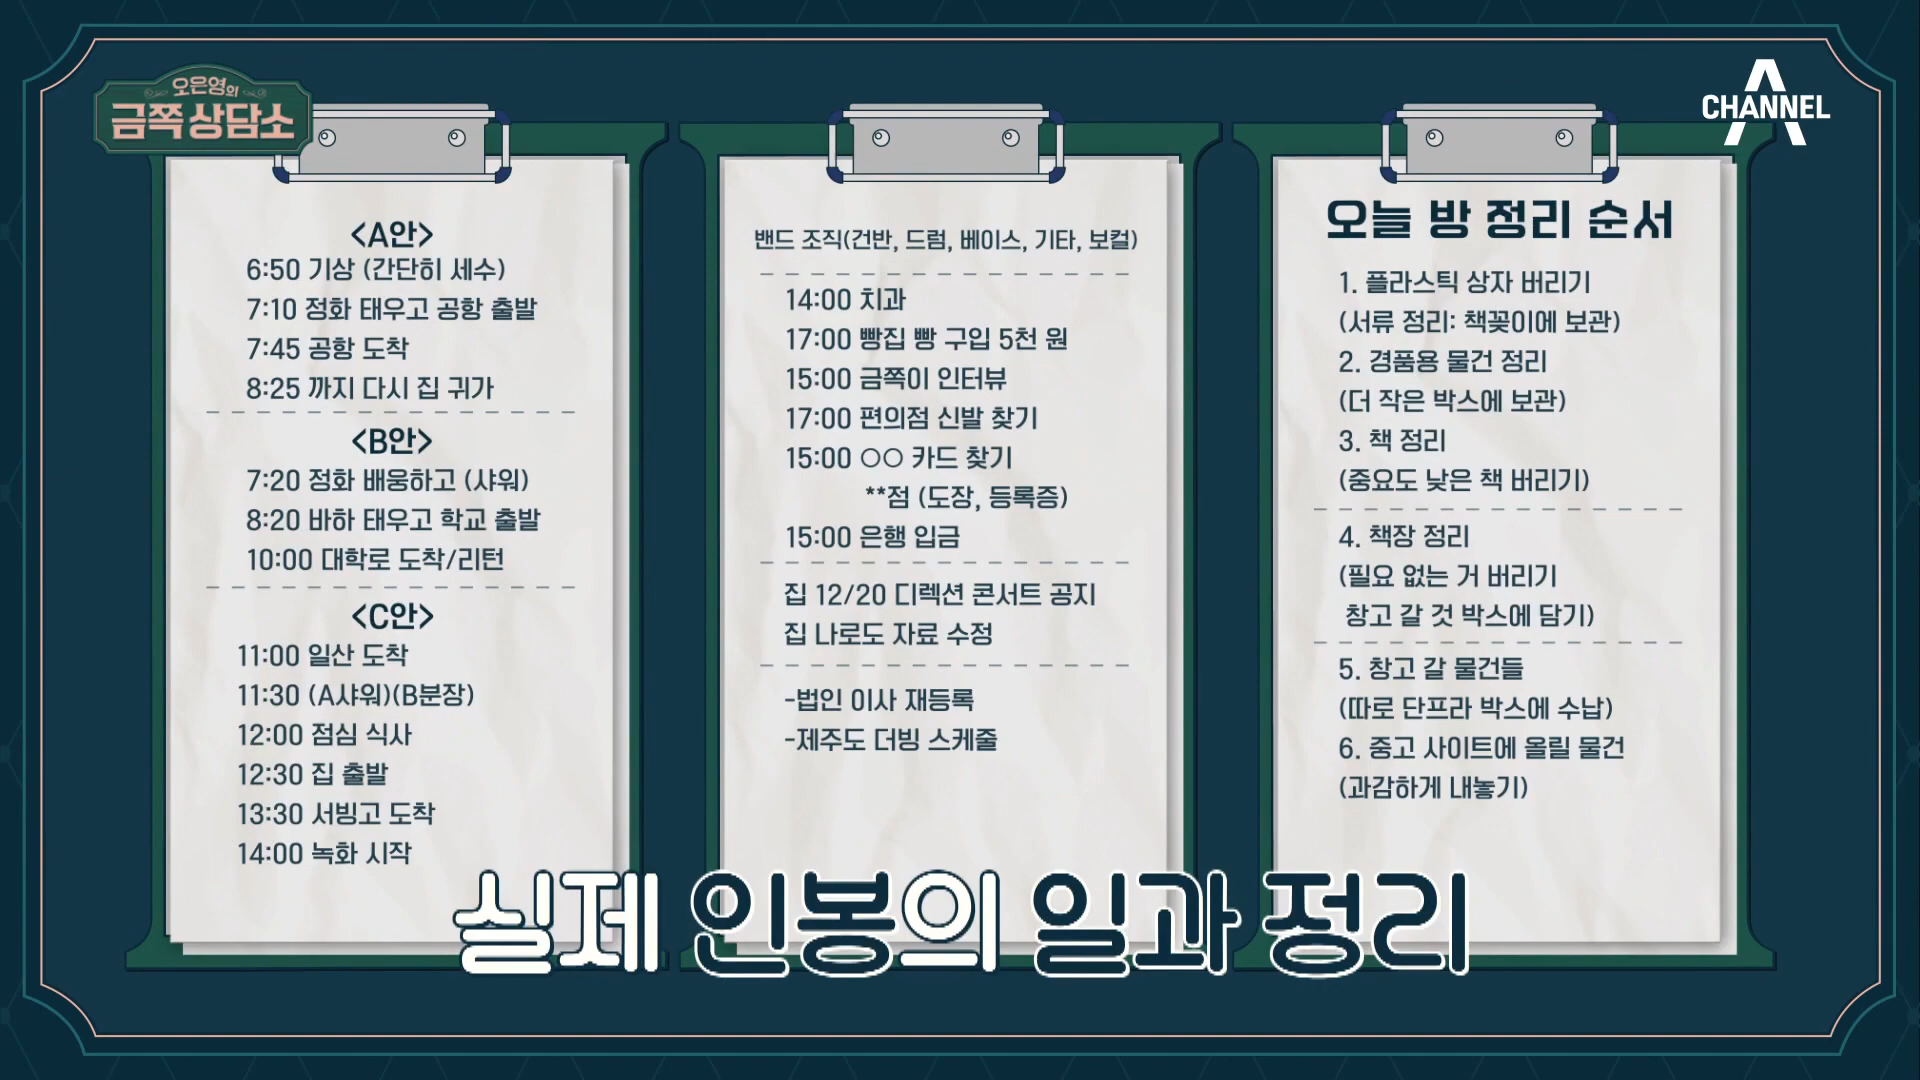 오은영의
금쪽 상담소
CHANNEL A
<A안>
6:50 기상 (간단히 세수)
7:10 정화 태우고 공항 출발
7:45 공항 도착
8:25 까지 다시 집 귀가
<B안>
7:20 정화 배웅하고 (샤워)
8:20 바하 태우고 학교 출발
10:00 대학로 도착/리턴
<C안>
11:00 일산 도착
11:30 (A샤워)(B분장)
12:00 점심 식사
12:30 집 출발
13:30 서빙고 도착
14:00 녹화 시작
밴드 조직(건반, 드럼, 베이스, 기타, 보컬)
14:00 치과
17:00 빵집 빵 구입 5천 원
15:00 금쪽이 인터뷰
17:00 편의점 신발 찾기
15:00 ○○ 카드 찾기
**점 (도장, 등록증)
15:00 은행 입금
집 12/20 디렉션 콘서트 공지
집 나로도 자료 수정
-법인 이사 재등록
-제주도 더빙 스케줄
오늘 방 정리 순서
1. 플라스틱 상자 버리기
(서류 정리: 책꽂이에 보관)
2. 경품용 물건 정리
(더 작은 박스에 보관)
3. 책 정리
(중요도 낮은 책 버리기)
4. 책장 정리
(필요 없는 거 버리기
창고 갈 것 박스에 담기)
5. 창고 갈 물건들
(따로 단프라 박스에 수납)
6. 중고 사이트에 올릴 물건
(과감하게 내놓기)
실제 인봉의 일과 정리